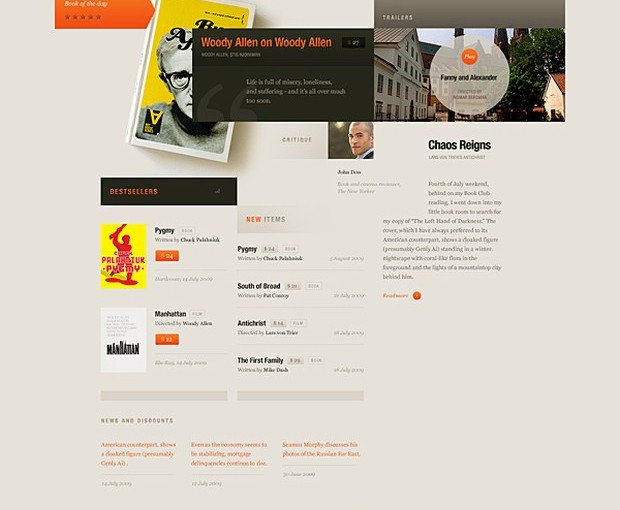 Book of the day
Woody Allen on Woody Allen
$ 27
WOODY ALLEN, STIG BJORKMAN
Life is full of misery, loneliness,
and suffering - and it's all over much
too soon.
TRAILERS
Play
Fanny and Alexander
DIRECTED BY
INGMAR BERGMAN
CRITIQUE
John Dow
Book and cinema reviewer,
The New Yorker
Chaos Reigns
LARS VON TRIER'S ANTICHRIST
Fourth of July weekend,
behind on my Book Club
reading, I went down into my
little book room to search for
my copy of "The Left Hand of Darkness." The
cover, which I have always preferred to its
American counterpart, shows a cloaked figure
(presumably Genly Ai) standing in a winter
nightscape with coral-like flora in the
foreground and the lights of a mountaintop city
behind him.
Read more
BESTSELLERS
PYGMY
Pygmy BOOK
Written by Chuck Palahniuk
$ 24
Hardcover, 14 July 2009
MANHATTAN
Manhattan FILM
Directed by Woody Allen
$ 12
Blu-Ray, 14 July 2009
NEW ITEMS
Pygmy $ 24 BOOK
Written by Chuck Palahniuk 3 August 2009
South of Broad $ 21 BOOK
Written by Pat Conroy 21 July 2009
Antichrist $ 14 FILM
Directed by Lars von Trier 18 July 2009
The First Family $ 29 BOOK
Written by Mike Dash 18 July 2009
NEWS AND DISCOUNTS
American counterpart, shows
a cloaked figure (presumably
Genly Ai) .
14 July 2009
Even as the economy seems to
be stabilizing, mortgage
delinquencies continue to rise.
12 July 2009
Seamus Murphy discusses his
photos of the Russian Far East.
30 June 2009